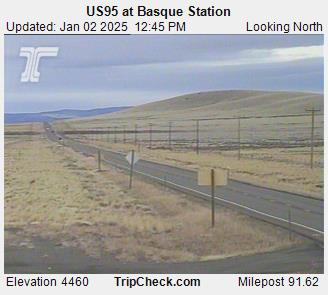 US95 at Basque Station
Updated: Jan 02 2025 12:45 PM Looking North
Elevation 4460 TripCheck.com Milepost 91.62